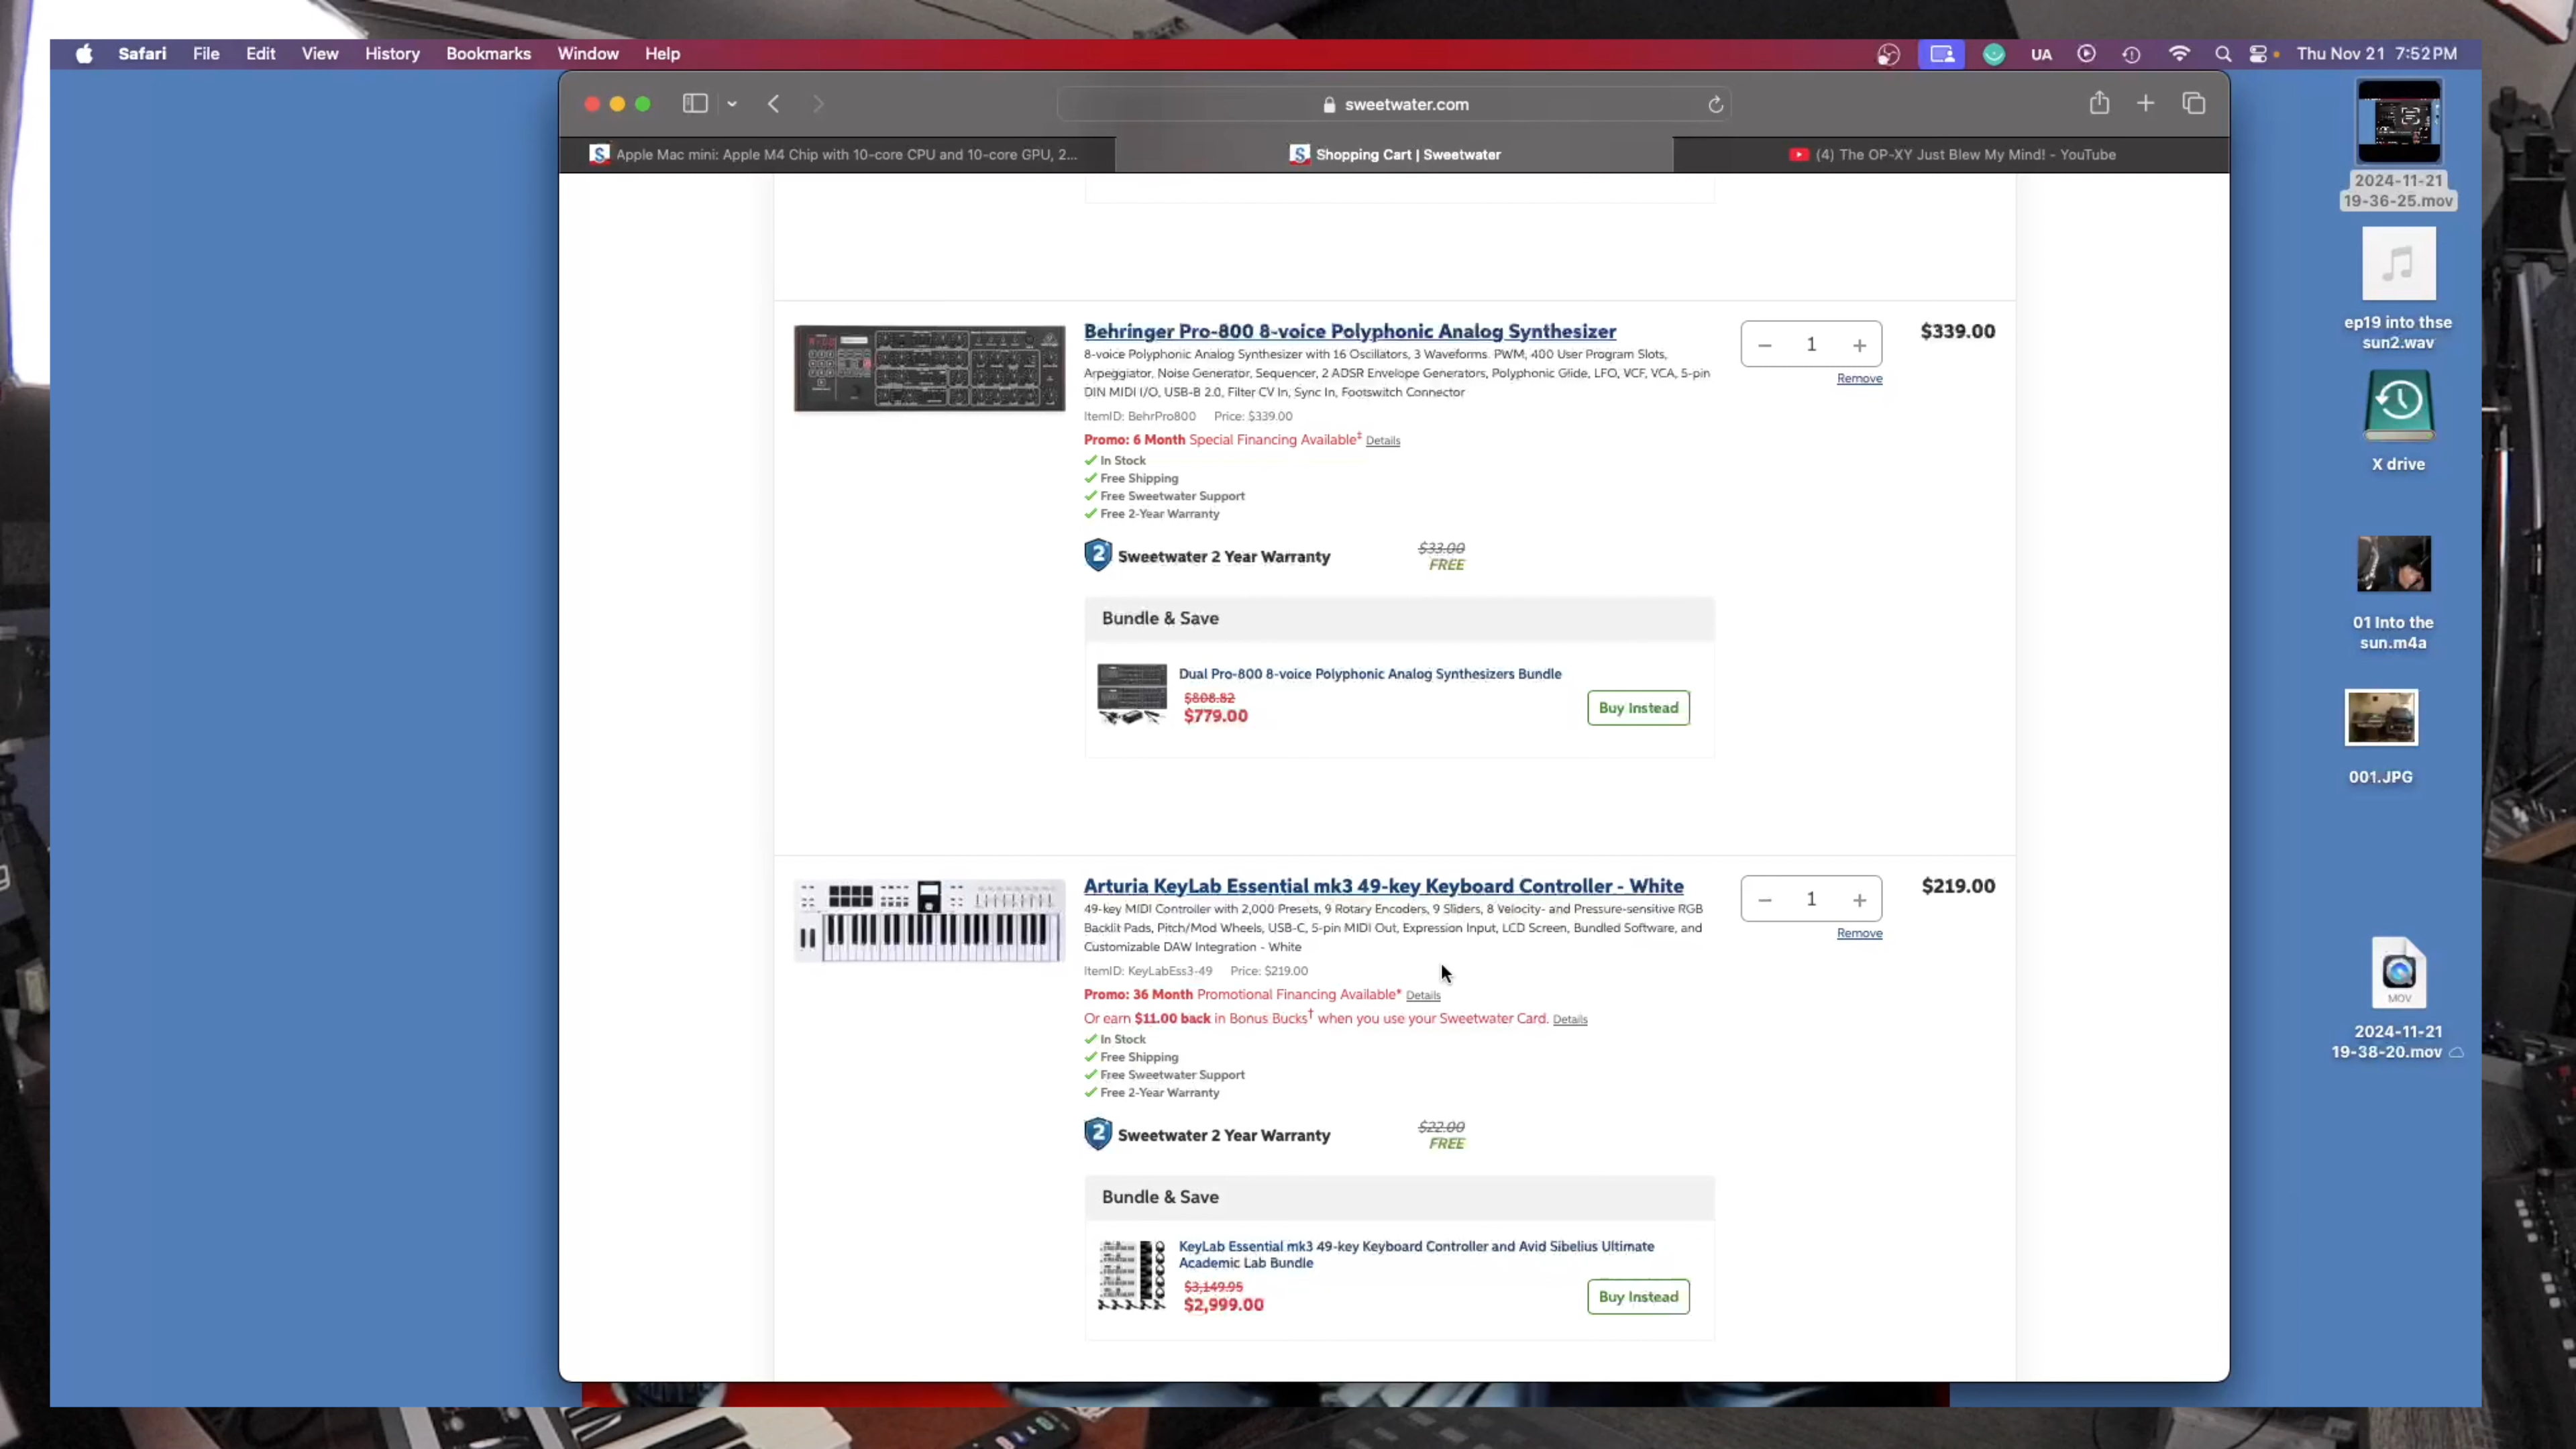 Safari File Edit View History Bookmarks Window Help
UA Thu Nov 21 7:52 PM
sweetwater.com
Apple Mac mini: Apple M4 Chip with 10-core CPU and 10-core GPU, 2...
Shopping Cart | Sweetwater
(4) The OP-XY Just Blew My Mind! - YouTube
Behringer Pro-800 8-voice Polyphonic Analog Synthesizer
8-voice Polyphonic Analog Synthesizer with 16 Oscillators, 3 Waveforms. PWM, 400 User Program Slots,
Arpeggiator, Noise Generator, Sequencer, 2 ADSR Envelope Generators, Polyphonic Glide, LFO, VCF, VCA, 5-pin
DIN MIDI I/O, USB-B 2.0, Filter CV In, Sync In, Footswitch Connector
ItemID: BehrPro800 Price: $339.00
Promo: 6 Month Special Financing Available‡ Details
✓ In Stock
✓ Free Shipping
✓ Free Sweetwater Support
✓ Free 2-Year Warranty
2 Sweetwater 2 Year Warranty
$33.00
FREE
− 1 +
Remove
$339.00
Bundle & Save
Dual Pro-800 8-voice Polyphonic Analog Synthesizers Bundle
$808.82
$779.00
Buy Instead
Arturia KeyLab Essential mk3 49-key Keyboard Controller - White
49-key MIDI Controller with 2,000 Presets, 9 Rotary Encoders, 9 Sliders, 8 Velocity- and Pressure-sensitive RGB
Backlit Pads, Pitch/Mod Wheels, USB-C, 5-pin MIDI Out, Expression Input, LCD Screen, Bundled Software, and
Customizable DAW Integration - White
ItemID: KeyLabEss3-49 Price: $219.00
Promo: 36 Month Promotional Financing Available* Details
Or earn $11.00 back in Bonus Bucks† when you use your Sweetwater Card. Details
✓ In Stock
✓ Free Shipping
✓ Free Sweetwater Support
✓ Free 2-Year Warranty
2 Sweetwater 2 Year Warranty
$22.00
FREE
− 1 +
Remove
$219.00
Bundle & Save
KeyLab Essential mk3 49-key Keyboard Controller and Avid Sibelius Ultimate
Academic Lab Bundle
$3,149.95
$2,999.00
Buy Instead
2024-11-21
19-36-25.mov
ep19 into thse
sun2.wav
X drive
01 Into the
sun.m4a
001.JPG
MOV
2024-11-21
19-38-20.mov